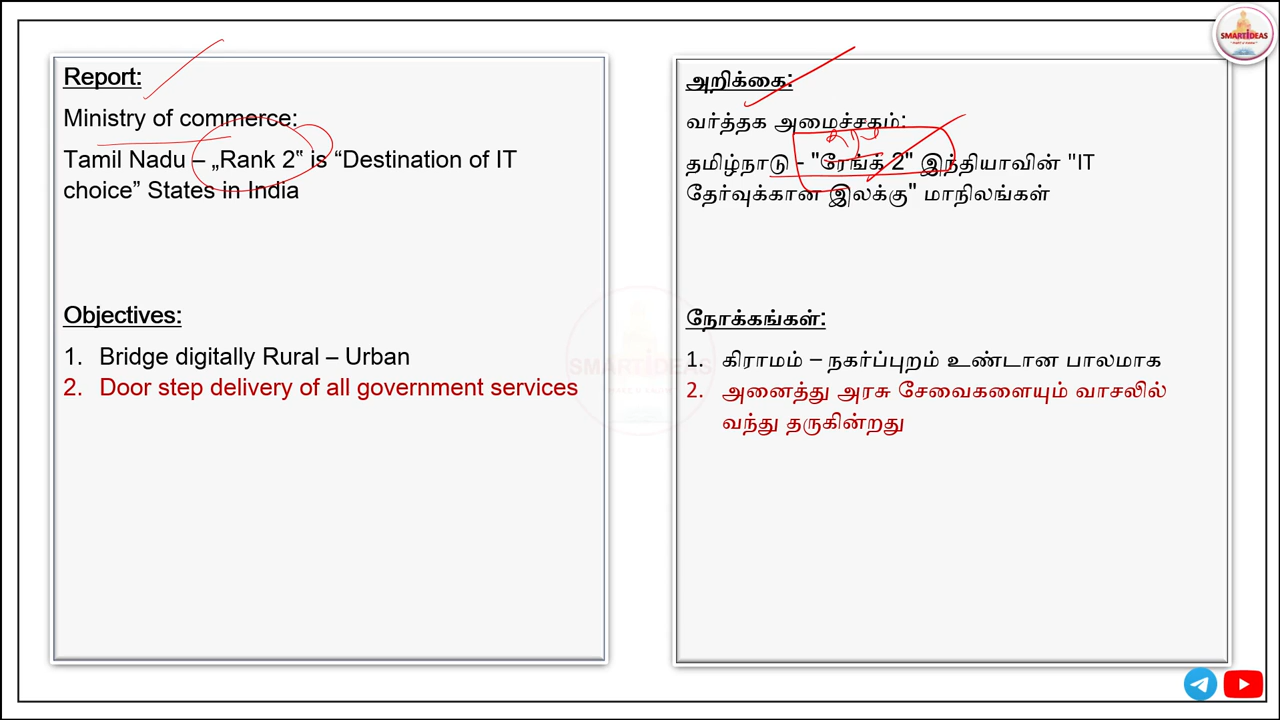 SMARTIDEAS
Report:
Ministry of commerce:
Tamil Nadu – „Rank 2‟ is “Destination of IT
choice” States in India
Objectives:
1. Bridge digitally Rural – Urban
2. Door step delivery of all government services
அறிக்கை:
வர்த்தக அமைச்சகம்:
தமிழ்நாடு - "ரேங்க் 2" இந்தியாவின் "IT
தேர்வுக்கான இலக்கு" மாநிலங்கள்
நோக்கங்கள்:
1. கிராமம் – நகர்ப்புறம் உண்டான பாலமாக
2. அனைத்து அரசு சேவைகளையும் வாசலில்
வந்து தருகின்றது
SMARTIDEAS